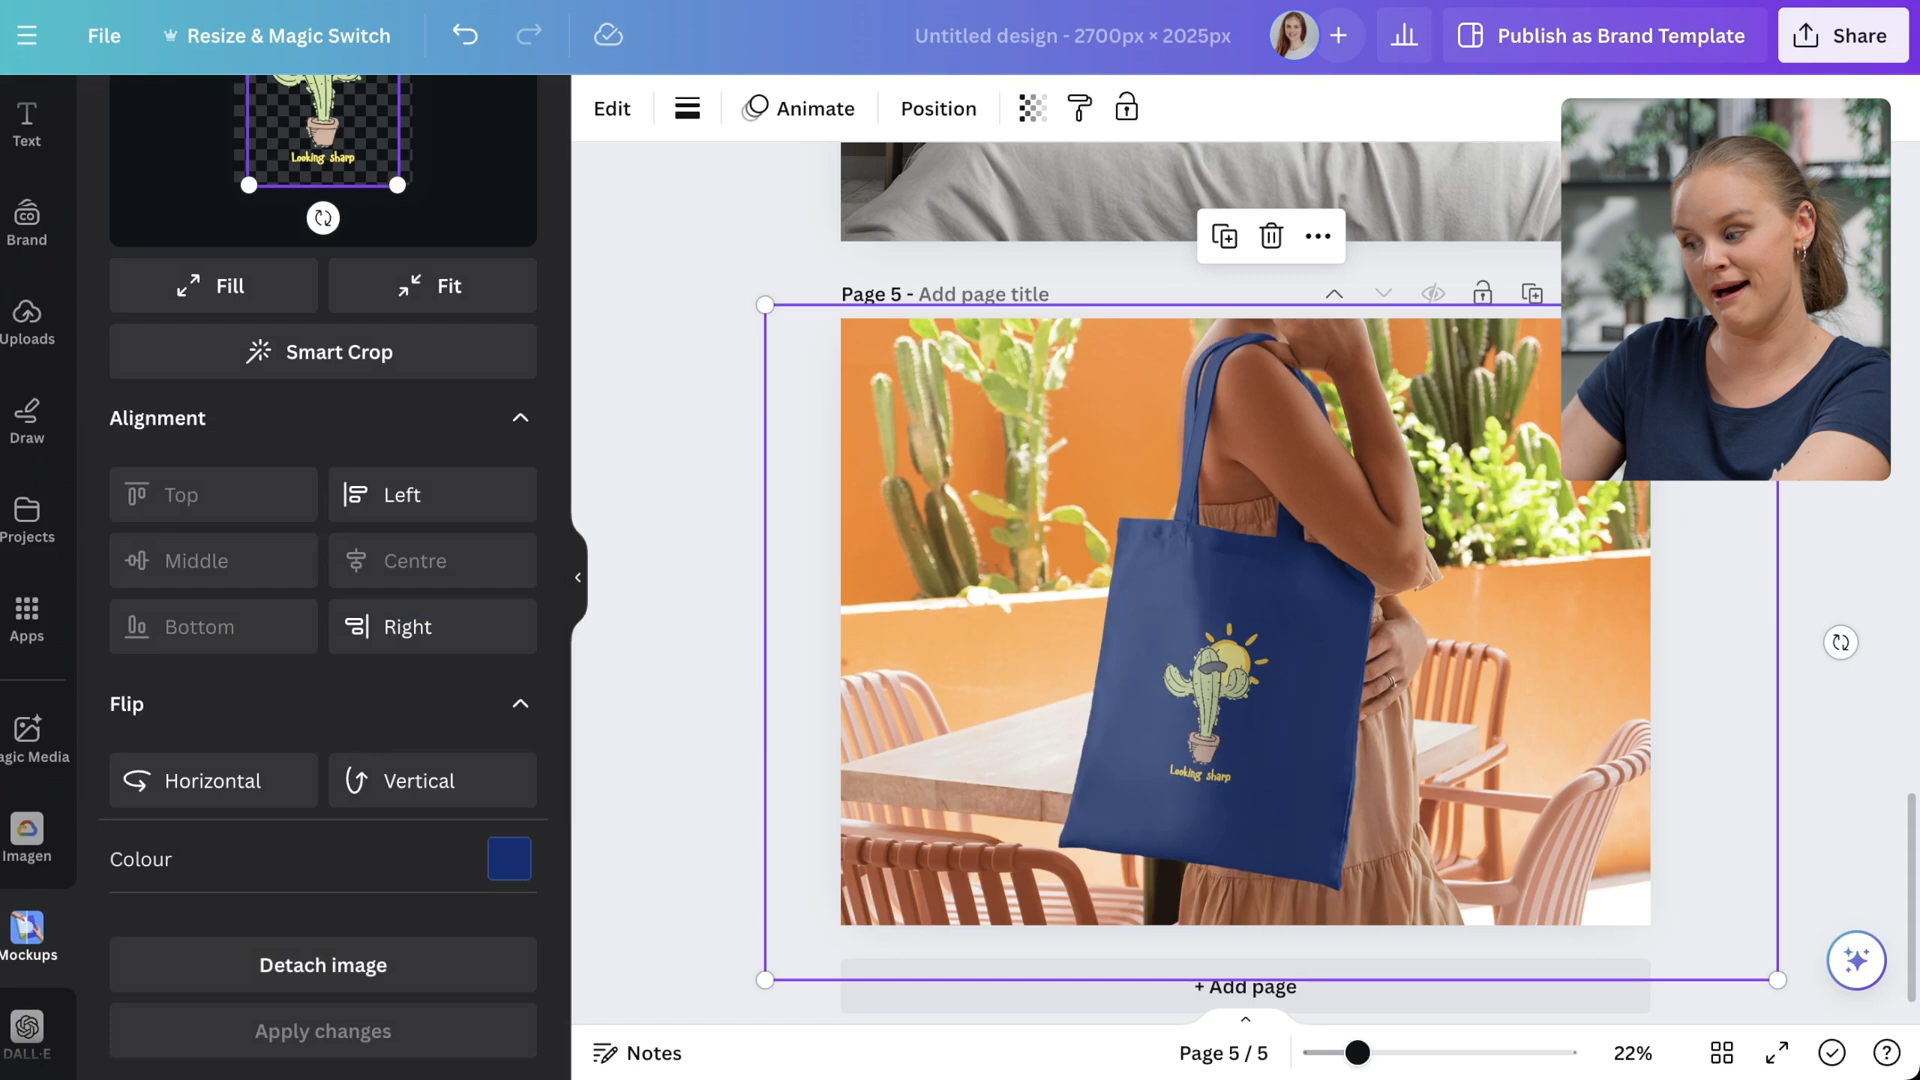 File
Resize & Magic Switch
Untitled design - 2700px × 2025px
Publish as Brand Template
Share
Text
Brand
Uploads
Draw
Projects
Apps
agic Media
Imagen
Mockups
DALL·E
Looking sharp
Fill
Fit
Smart Crop
Alignment
Top
Left
Middle
Centre
Bottom
Right
Flip
Horizontal
Vertical
Colour
Detach image
Apply changes
Edit
Animate
Position
Page 5 - Add page title
Looking sharp
+ Add page
Notes
Page 5 / 5
22%